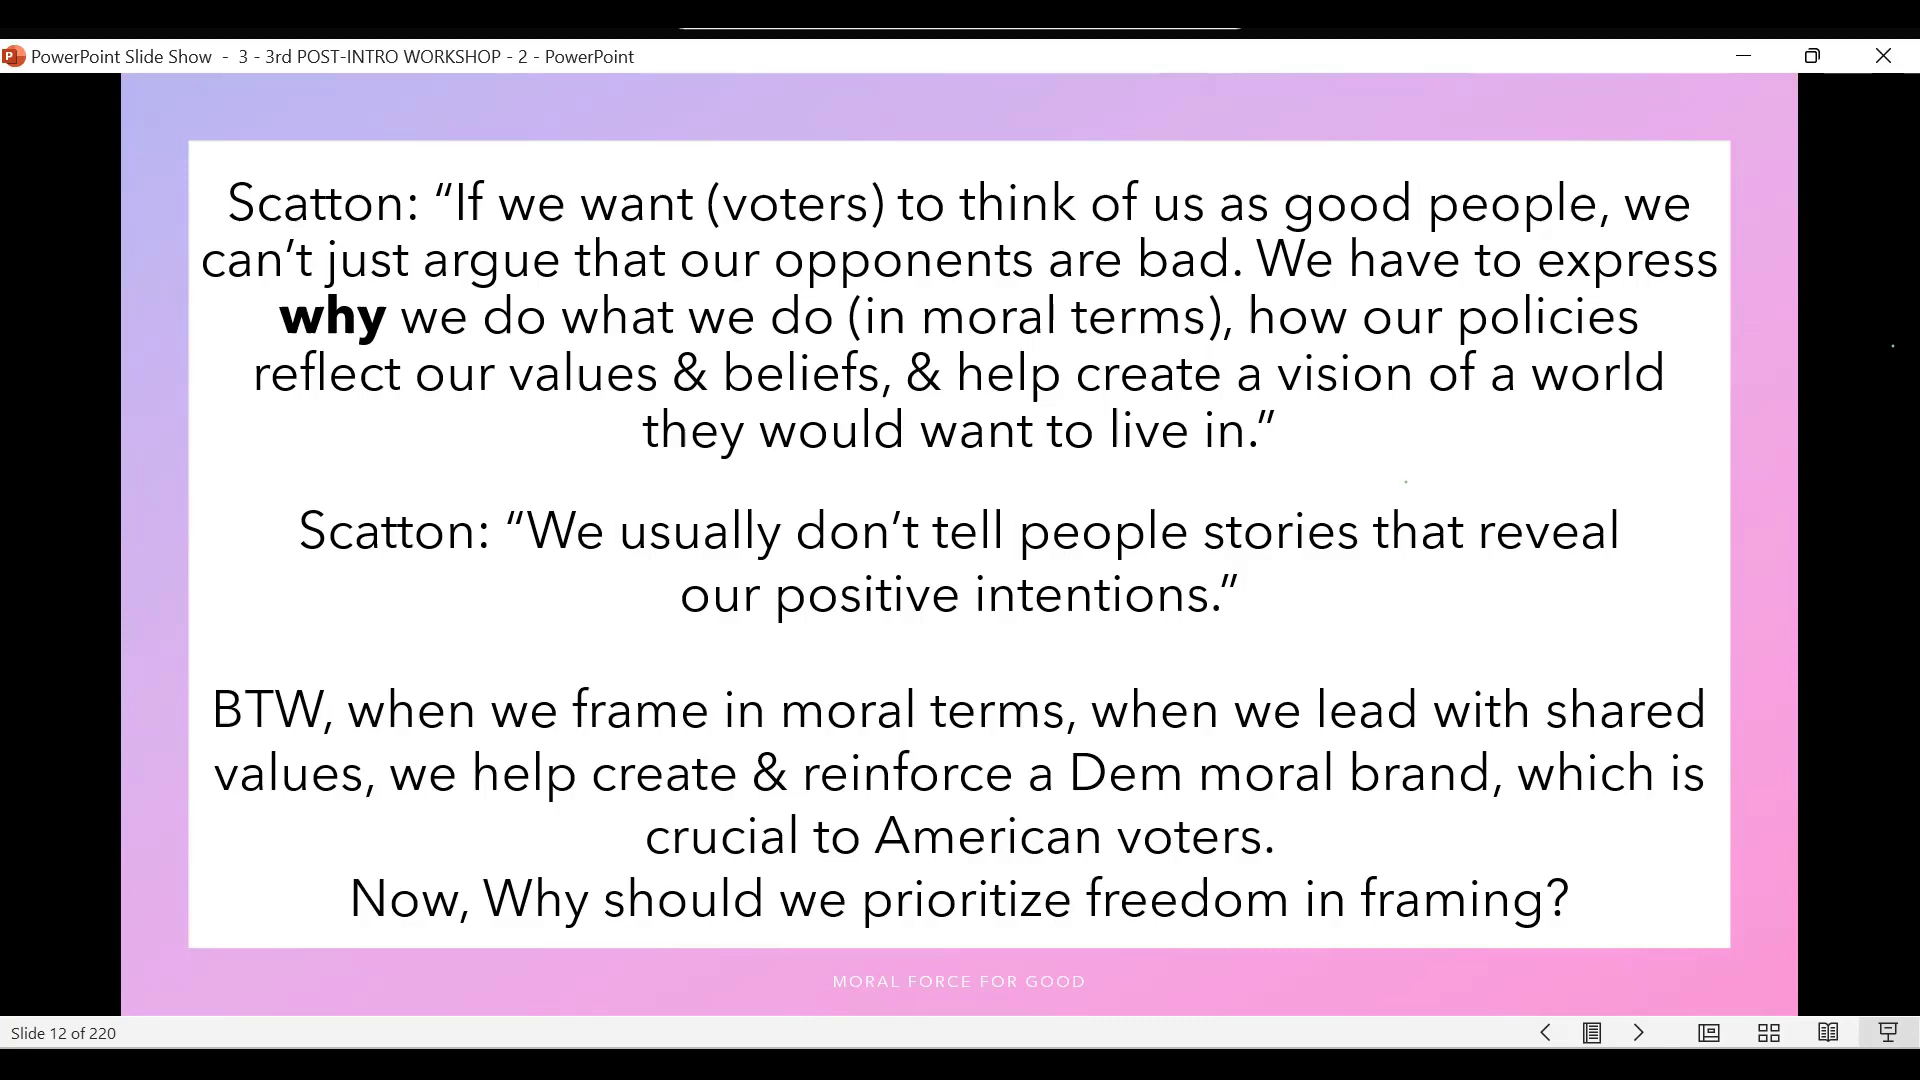 PowerPoint Slide Show - 3 - 3rd POST-INTRO WORKSHOP - 2 - PowerPoint
Scatton: “If we want (voters) to think of us as good people, we
can’t just argue that our opponents are bad. We have to express
why we do what we do (in moral terms), how our policies
reflect our values & beliefs, & help create a vision of a world
they would want to live in.”
Scatton: “We usually don’t tell people stories that reveal
our positive intentions.”
BTW, when we frame in moral terms, when we lead with shared
values, we help create & reinforce a Dem moral brand, which is
crucial to American voters.
Now, Why should we prioritize freedom in framing?
MORAL FORCE FOR GOOD
Slide 12 of 220